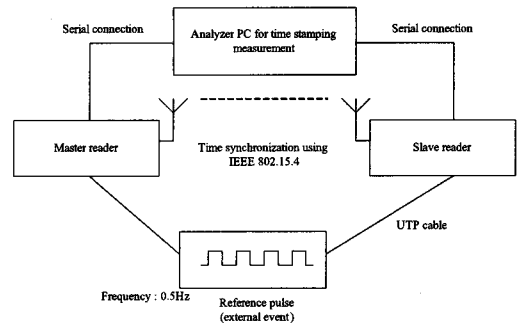 Serial connection
Analyzer PC for time stamping
measurement
Serial connection
Master reader
Time synchronization using
IEEE 802.15.4
Slave reader
UTP cable
Frequency : 0.5Hz
Reference pulse
(external event)